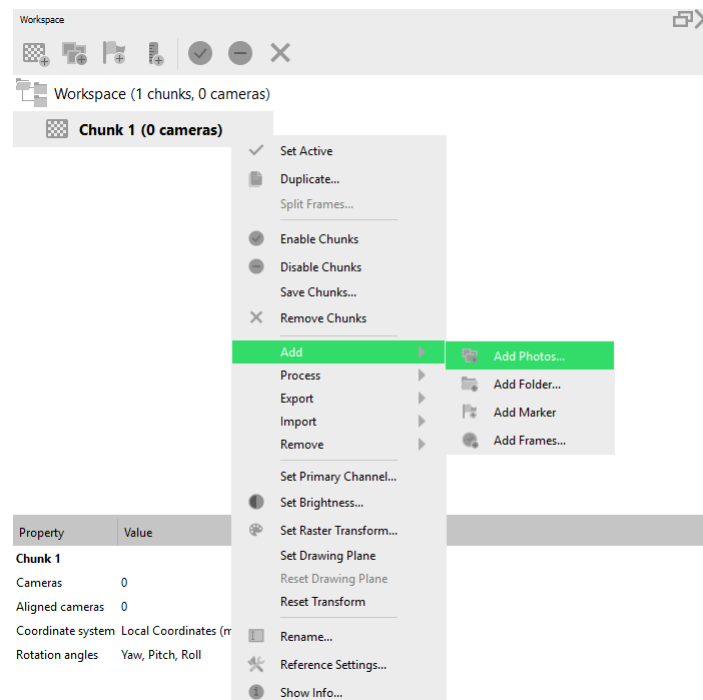 Workspace
Workspace (1 chunks, 0 cameras)
Chunk 1 (0 cameras)
Set Active
Duplicate...
Split Frames...
Enable Chunks
Disable Chunks
Save Chunks...
Remove Chunks
Add
Add Photos...
Process
Add Folder...
Export
Add Marker
Import
Add Frames...
Remove
Set Primary Channel...
Set Brightness...
Set Raster Transform...
Set Drawing Plane
Reset Drawing Plane
Reset Transform
Rename...
Reference Settings...
Show Info...
Property Value
Chunk 1
Cameras 0
Aligned cameras 0
Coordinate system Local Coordinates (m
Rotation angles Yaw, Pitch, Roll